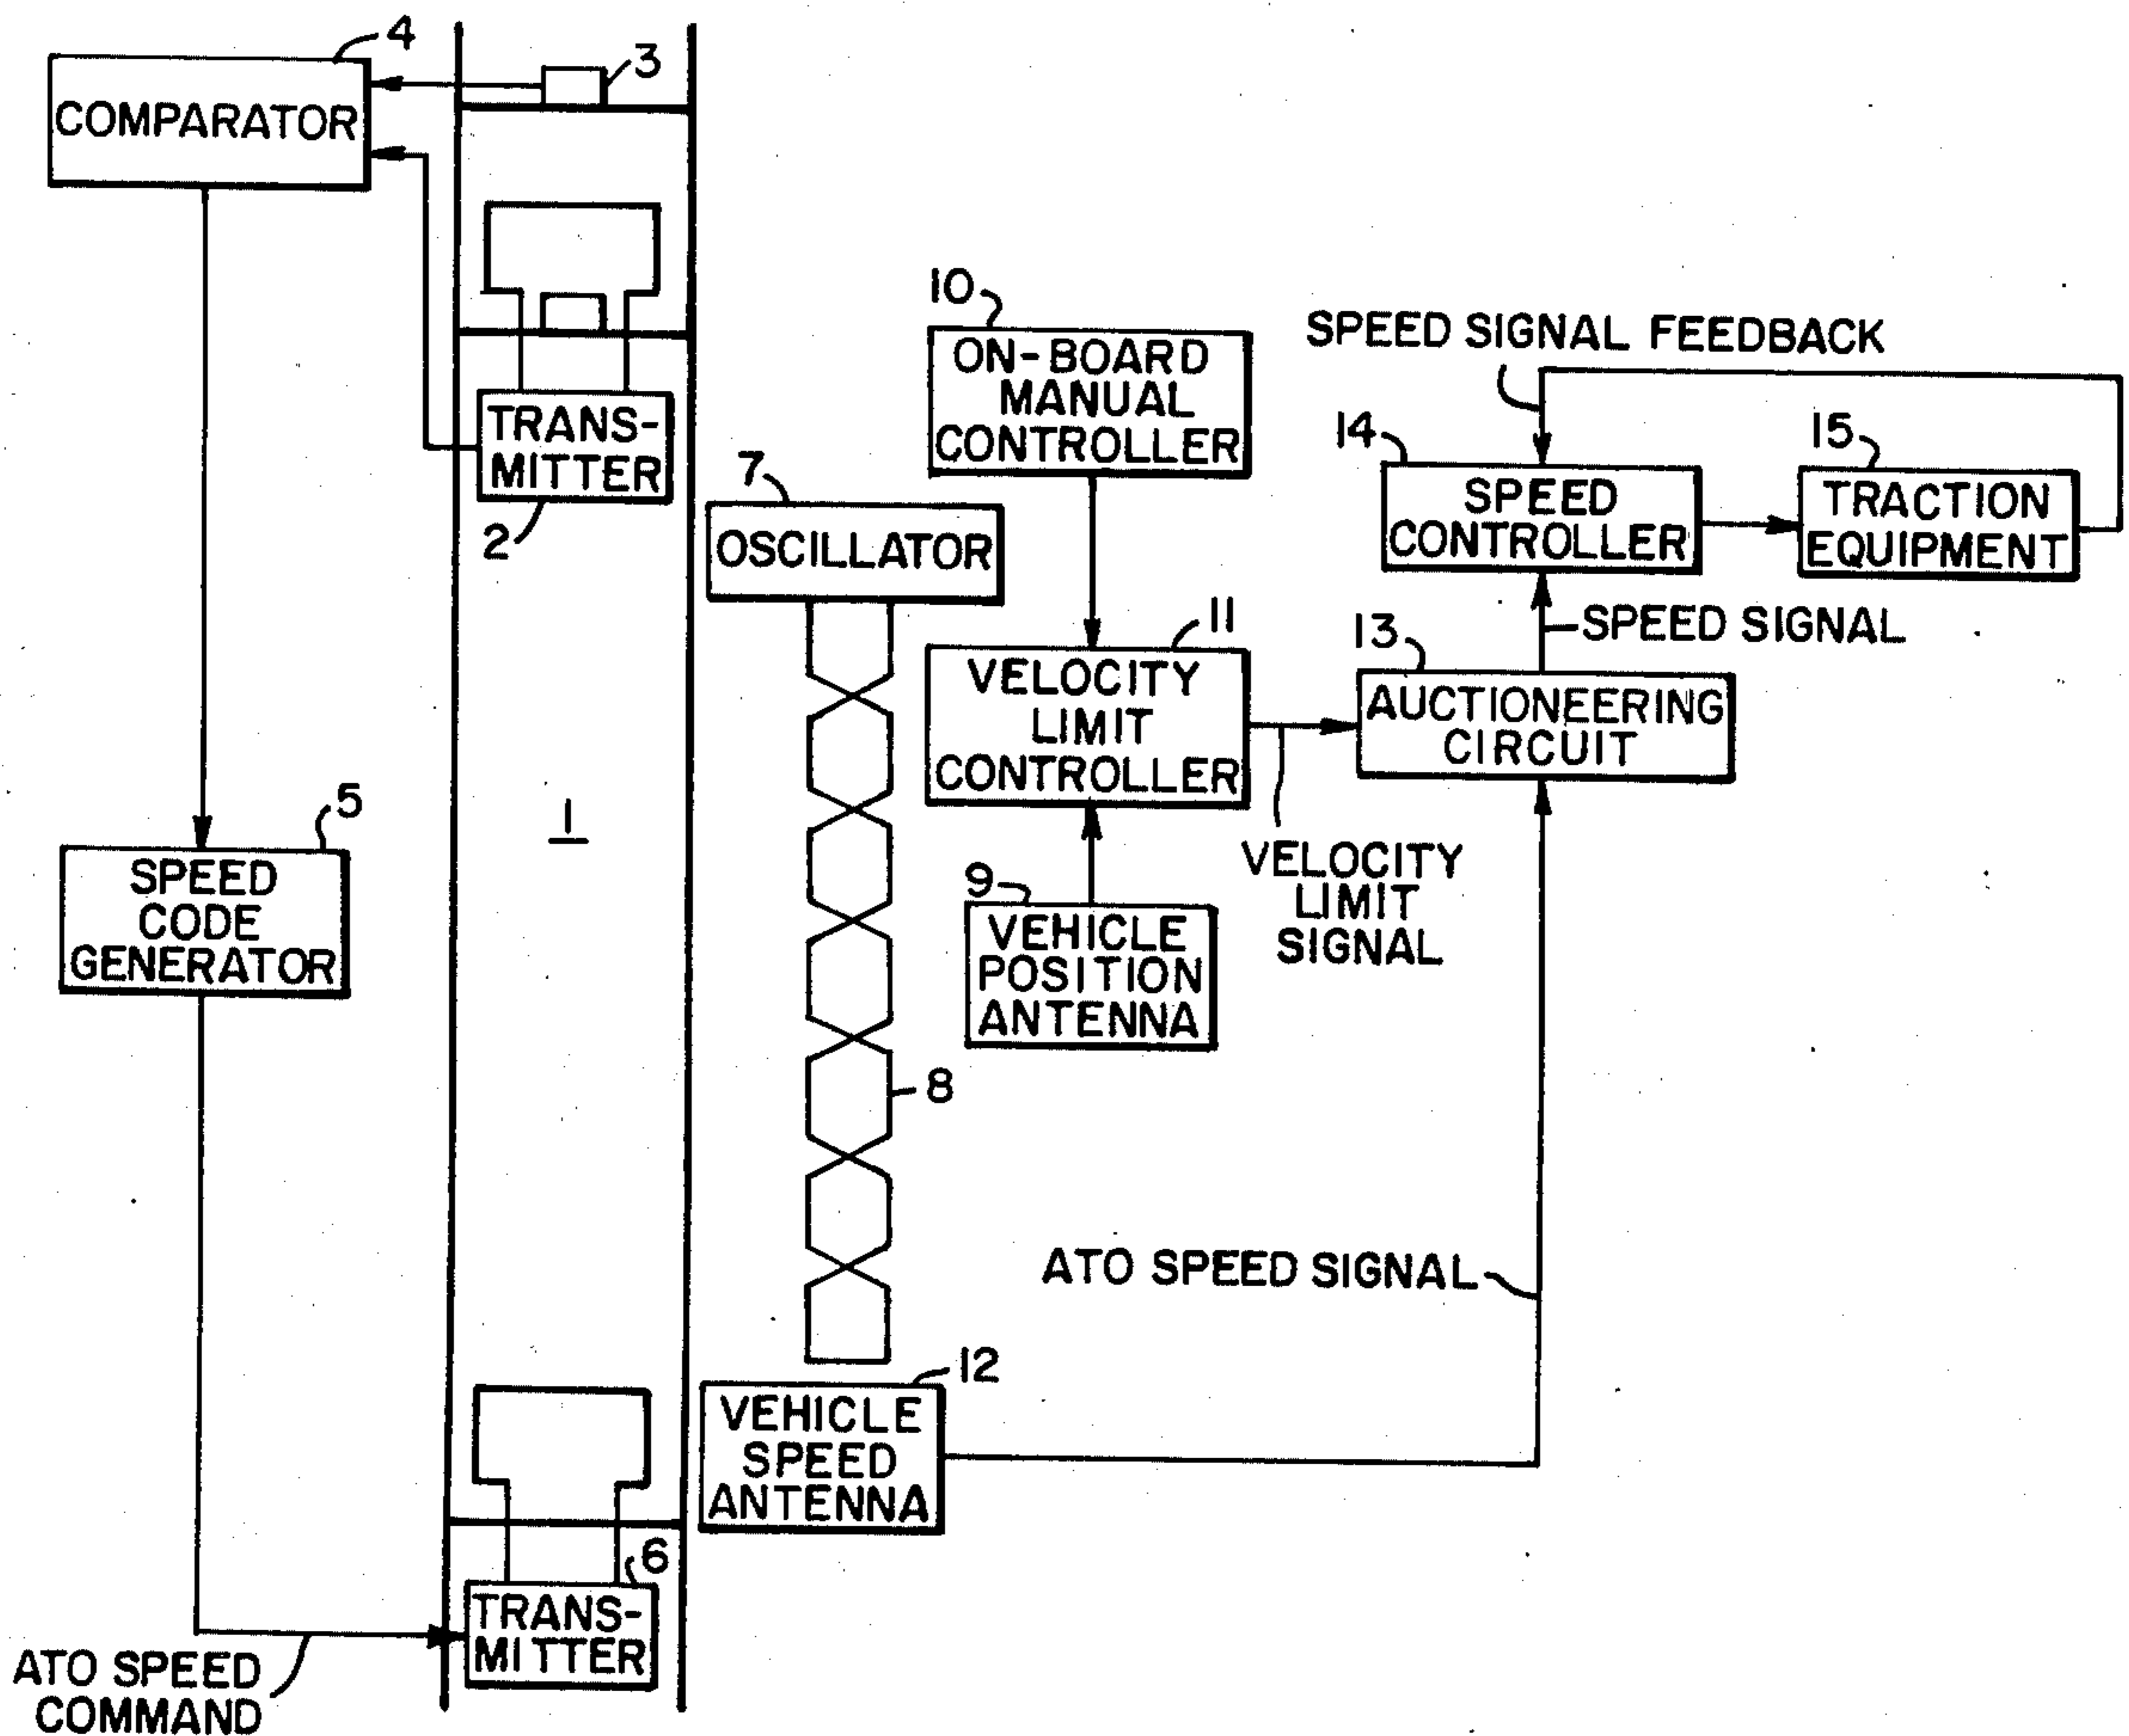 4
3
COMPARATOR
10
ON-BOARD
MANUAL
CONTROLLER
SPEED SIGNAL FEEDBACK
TRANS-
MITTER
2
7
OSCILLATOR
14
SPEED
CONTROLLER
15
TRACTION
EQUIPMENT
SPEED SIGNAL
11
VELOCITY
LIMIT
CONTROLLER
13
AUCTIONEERING
CIRCUIT
1
5
SPEED
CODE
GENERATOR
VELOCITY
LIMIT
SIGNAL
9
VEHICLE
POSITION
ANTENNA
8
ATO SPEED SIGNAL
12
VEHICLE
SPEED
ANTENNA
6
TRANS-
MITTER
ATO SPEED
COMMAND